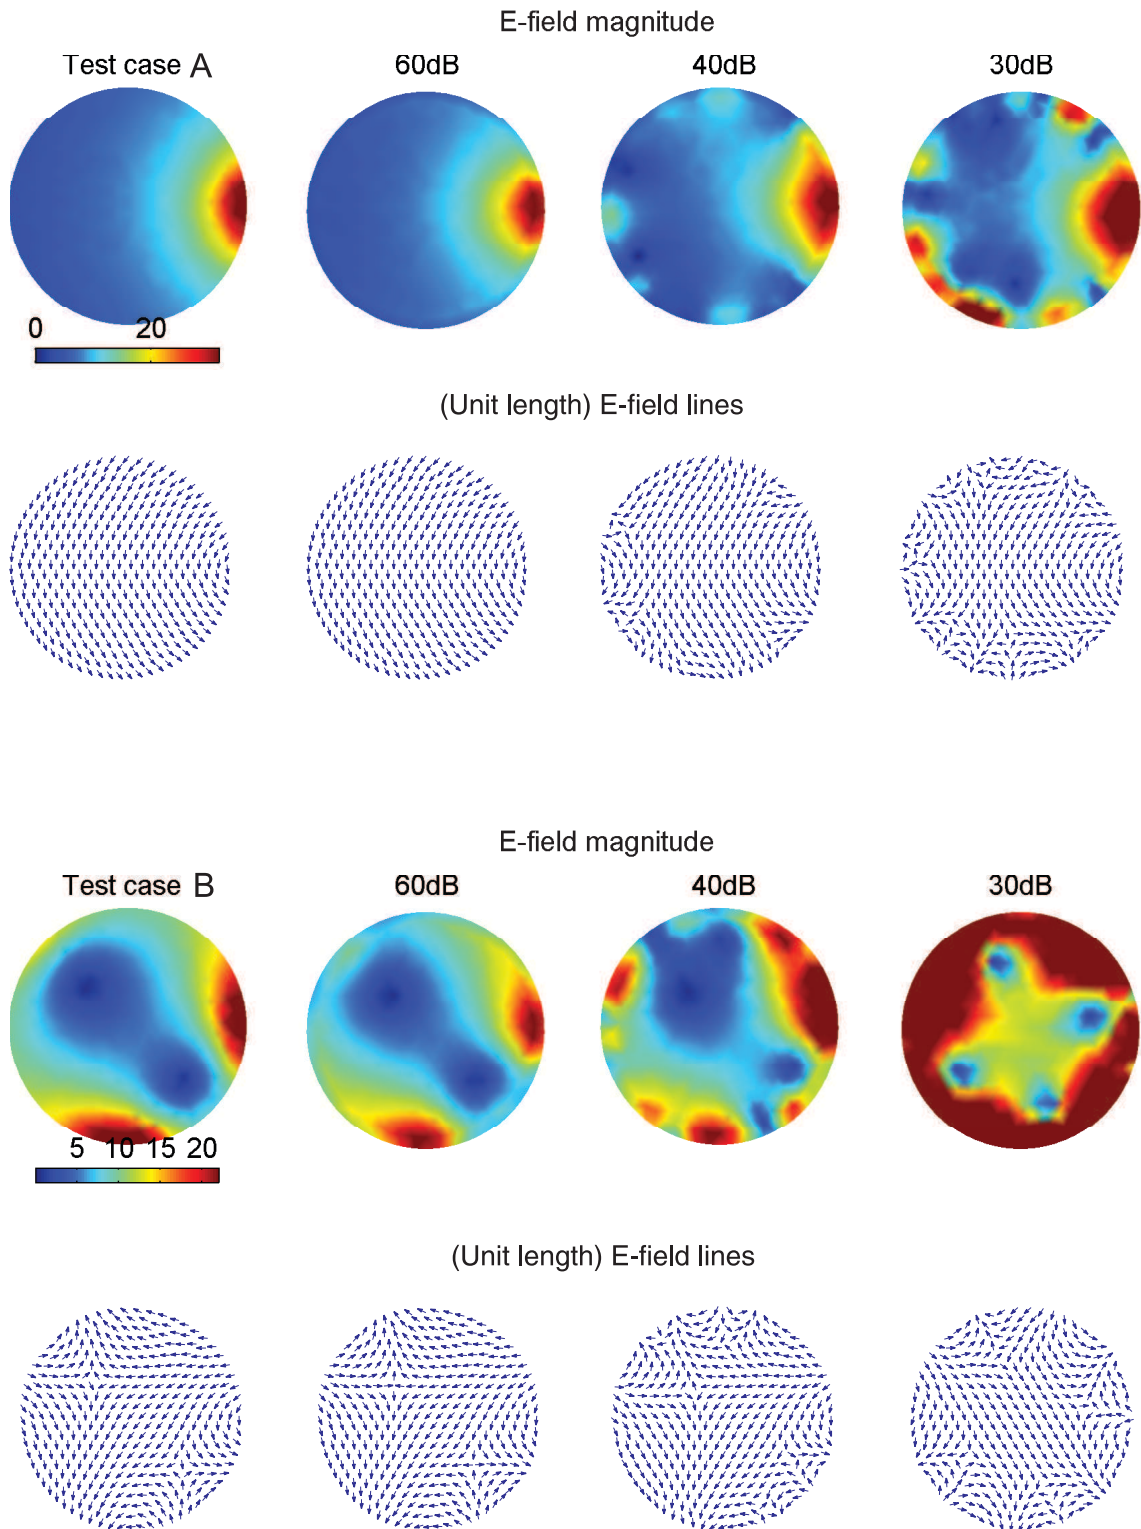 E-field magnitude
Test case A 60dB 40dB 30dB
0 20
(Unit length) E-field lines
E-field magnitude
Test case B 60dB 40dB 30dB
5 10 15 20
(Unit length) E-field lines